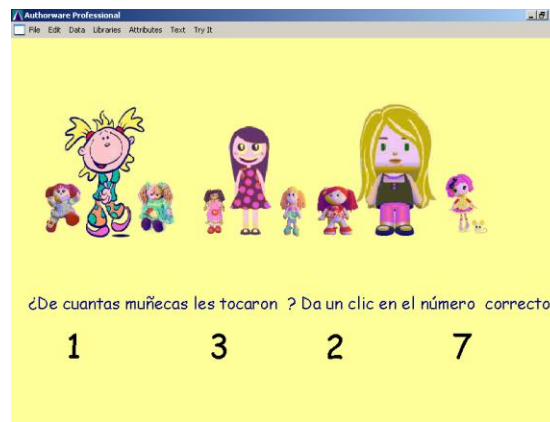 Authorware Professional
File Edit Data Libraries Attributes Text Try It
¿De cuantas muñecas les tocaron ? Da un clic en el número correcto
1 3 2 7